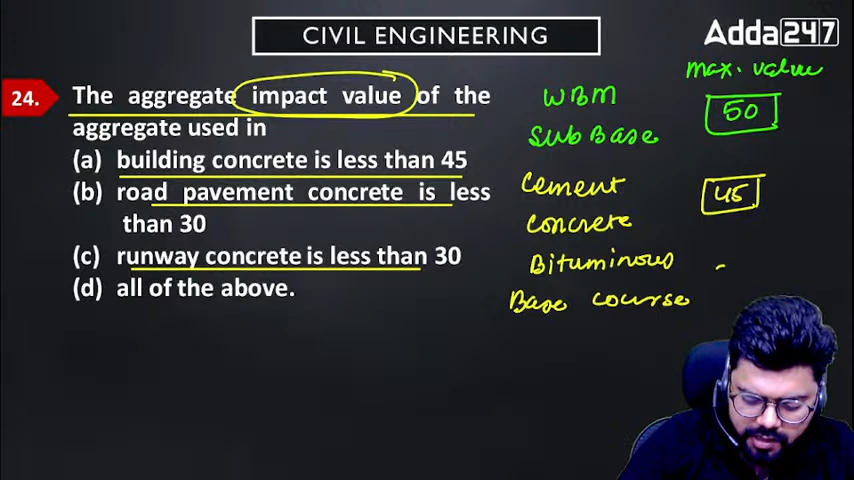 CIVIL ENGINEERING
Adda247
24.
The aggregate impact value of the
aggregate used in
(a) building concrete is less than 45
(b) road pavement concrete is less
than 30
(c) runway concrete is less than 30
(d) all of the above.
max. value
WBM
50
Sub Base
Cement
45
Concrete
Bituminous
Base course